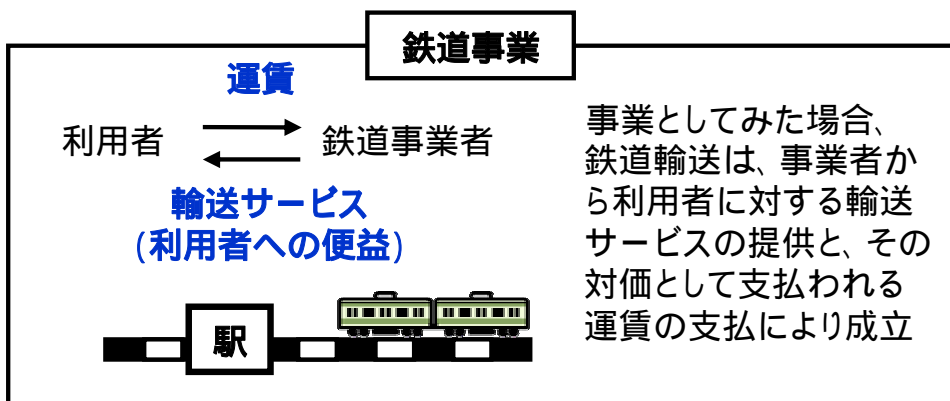 鉄道事業
運賃
利用者
鉄道事業者
輸送サービス
(利用者への便益)
駅
事業としてみた場合、
鉄道輸送は、事業者か
ら利用者に対する輸送
サービスの提供と、その
対価として支払われる
運賃の支払により成立